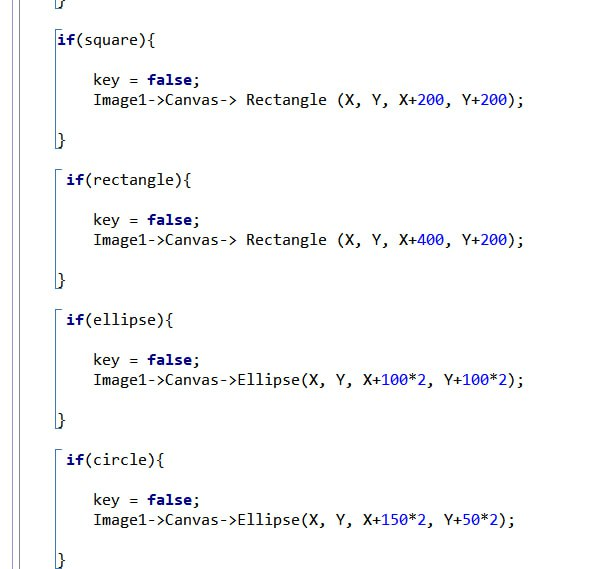 }
if(square){
key = false;
Image1->Canvas-> Rectangle (X, Y, X+200, Y+200);
}
if(rectangle){
key = false;
Image1->Canvas-> Rectangle (X, Y, X+400, Y+200);
}
if(ellipse){
key = false;
Image1->Canvas->Ellipse(X, Y, X+100*2, Y+100*2);
}
if(circle){
key = false;
Image1->Canvas->Ellipse(X, Y, X+150*2, Y+50*2);
}